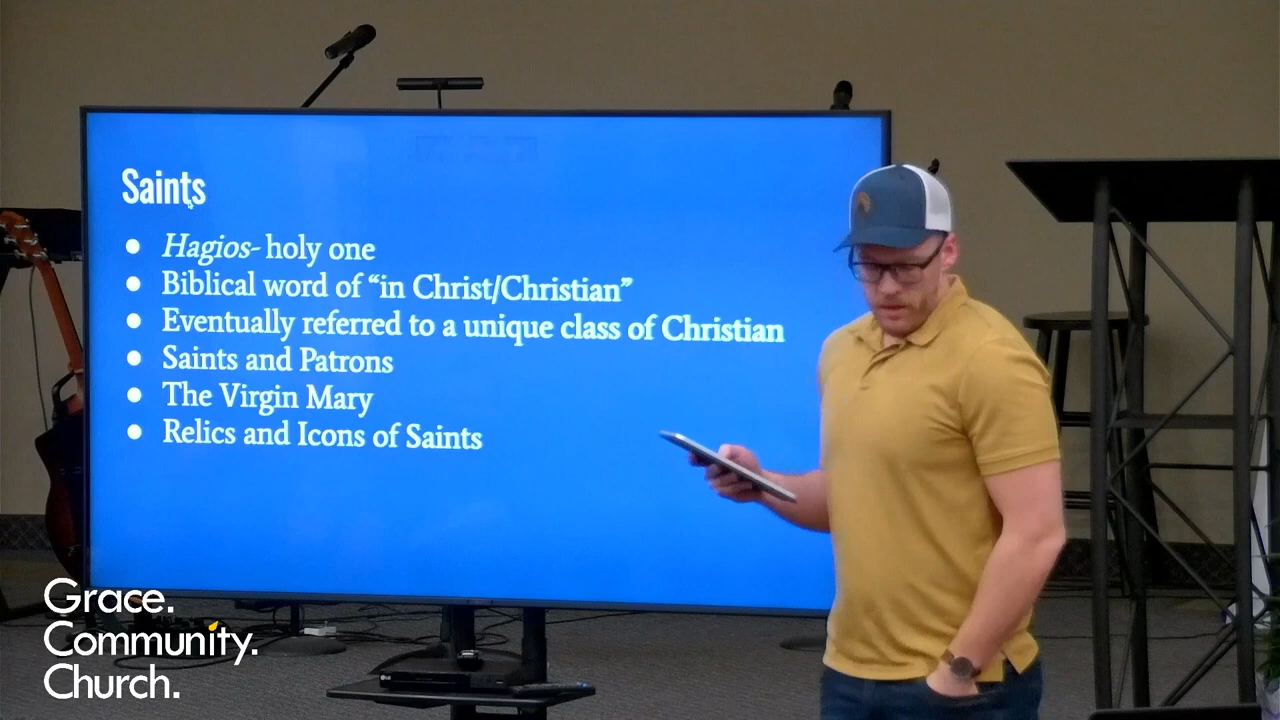 Saints
Hagios- holy one
Biblical word of “in Christ/Christian”
Eventually referred to a unique class of Christian
Saints and Patrons
The Virgin Mary
Relics and Icons of Saints
Grace.
Community.
Church.